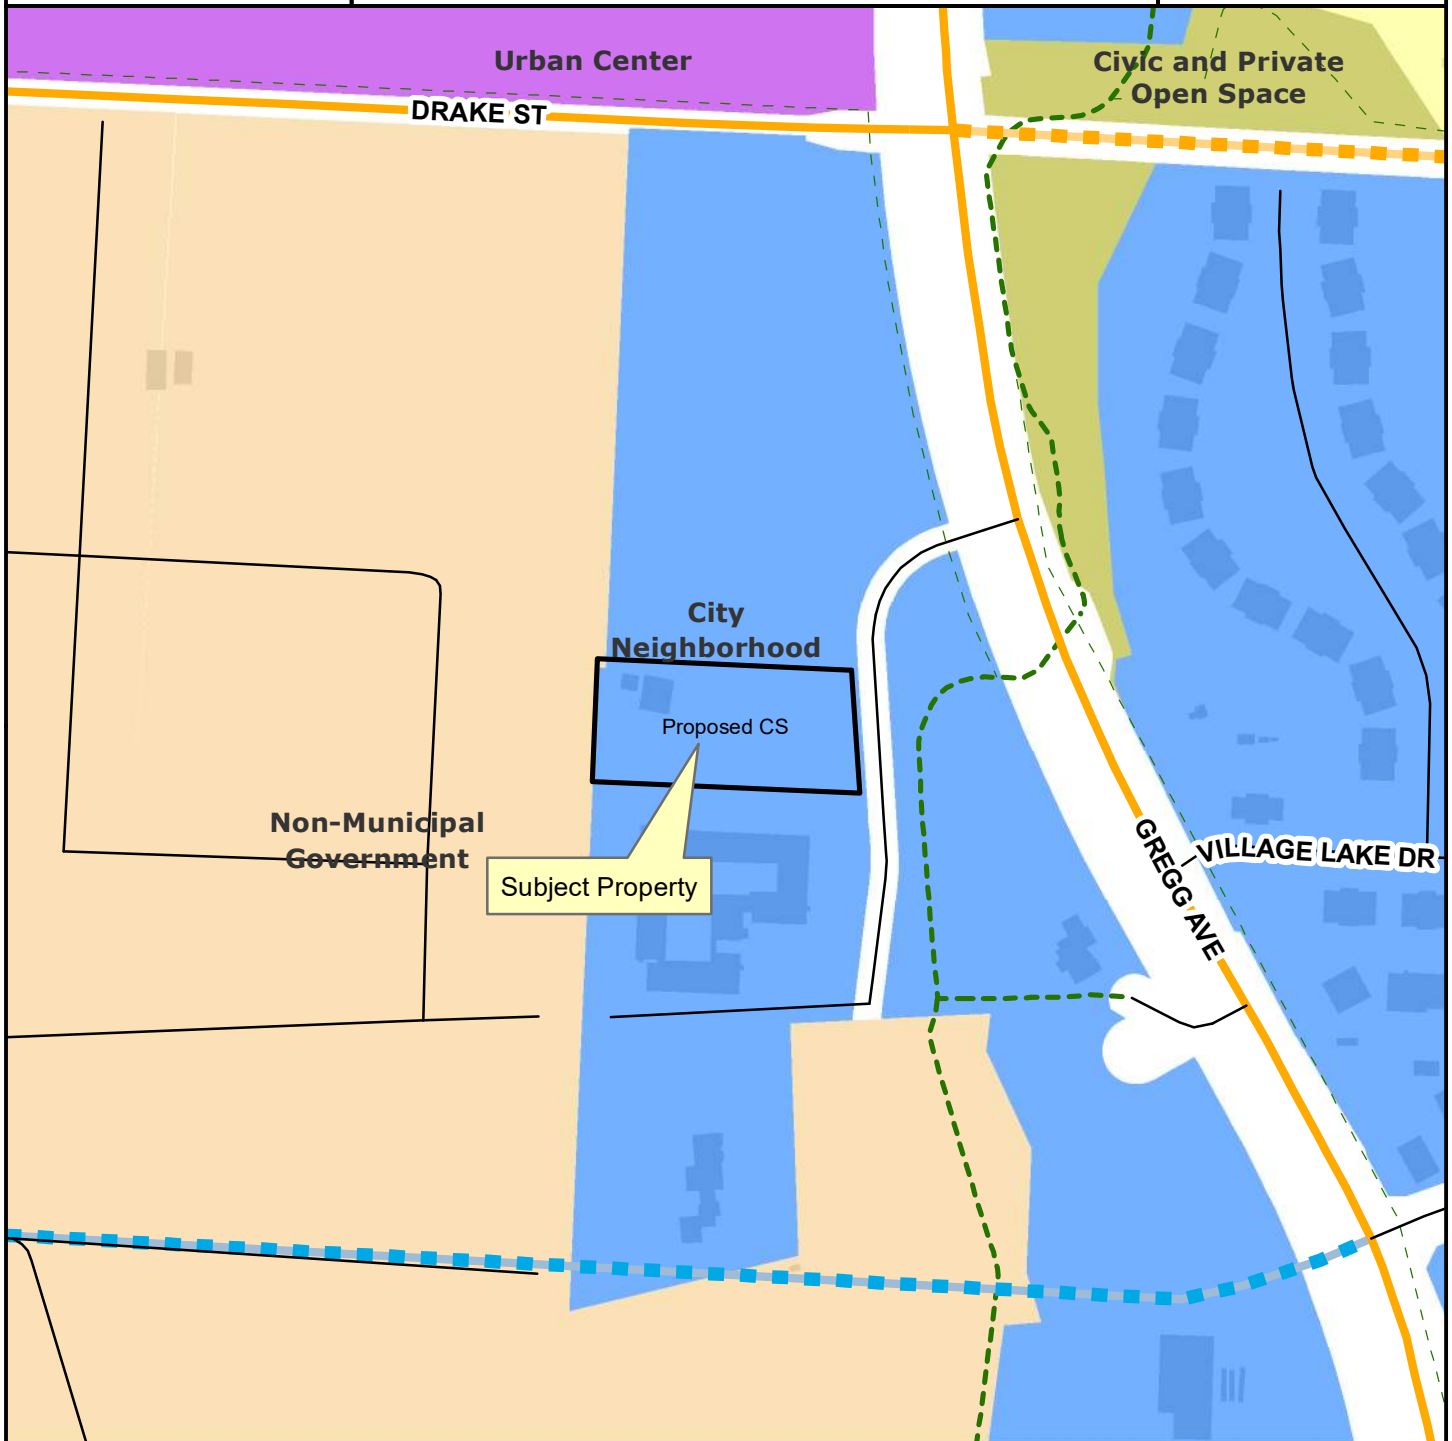 Urban Center
Civic and Private
Open Space
DRAKE ST
City
Neighborhood
Proposed CS
Non-Municipal
Government
Subject Property
GREGG AVE
VILLAGE LAKE DR